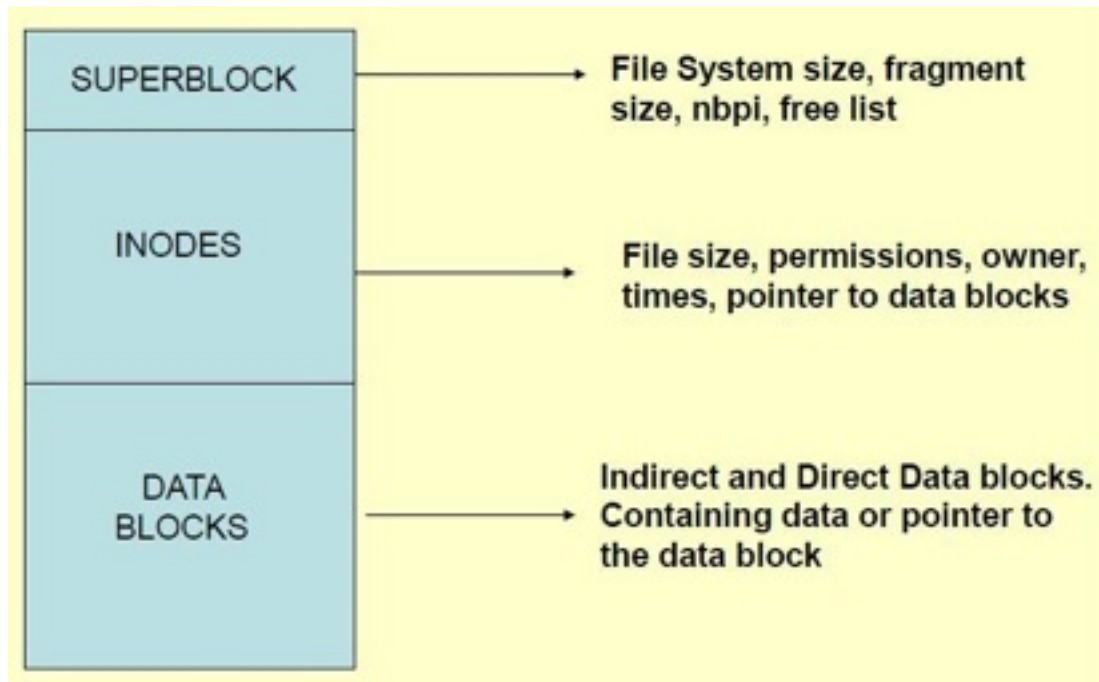 SUPERBLOCK
File System size, fragment
size, nbpi, free list
INODES
File size, permissions, owner,
times, pointer to data blocks
DATA
BLOCKS
Indirect and Direct Data blocks.
Containing data or pointer to
the data block